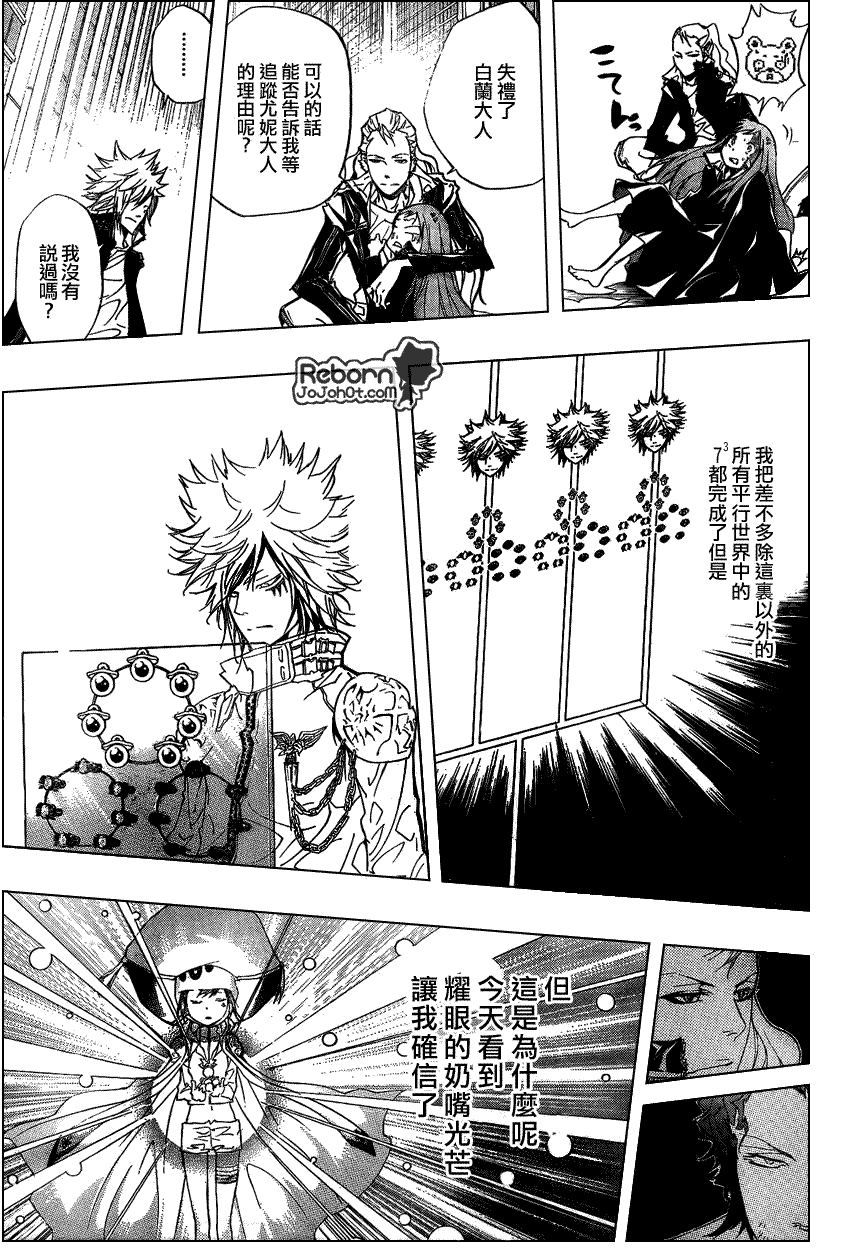 失禮了
白蘭大人
可以的話
能否告訴我等
追蹤尤妮大人
的理由呢？
………
我沒有
説過嗎？
Reborn
JoJoHOt.com
我把差不多除這裏以外的
所有平行世界中的
7³都完成了但是
但
這是為什麼呢
今天看到
耀眼的奶嘴光芒
讓我確信了